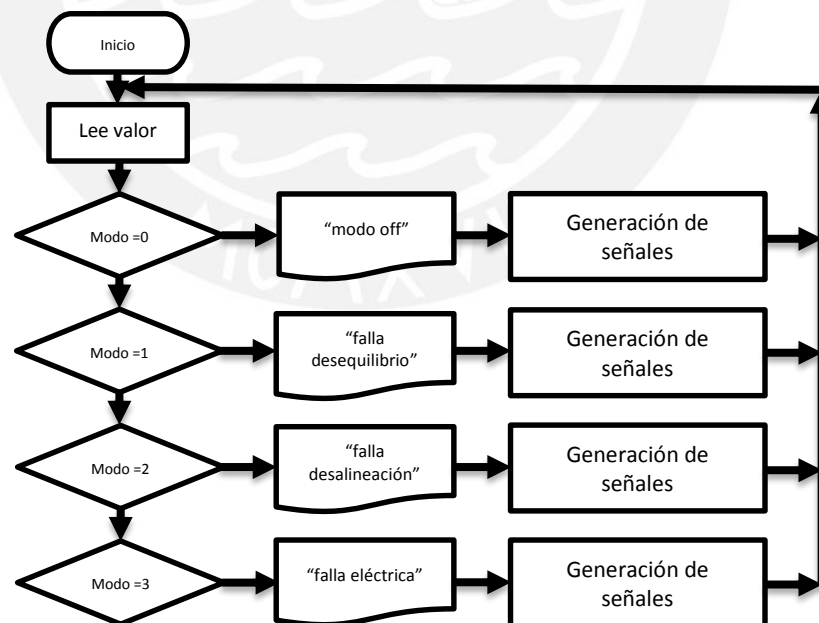 Inicio
Lee valor
Modo =0
“modo off”
Generación de
señales
Modo =1
“falla
desequilibrio”
Generación de
señales
Modo =2
“falla
desalineación”
Generación de
señales
Modo =3
“falla eléctrica”
Generación de
señales